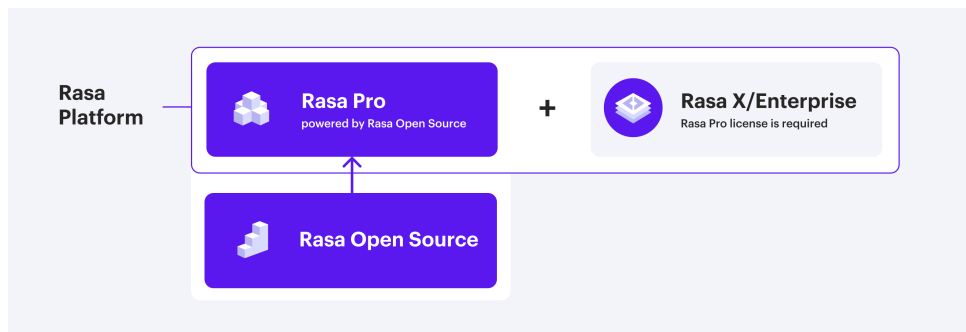 Rasa
Platform
Rasa Pro
powered by Rasa Open Source
+
Rasa X/Enterprise
Rasa Pro license is required
Rasa Open Source